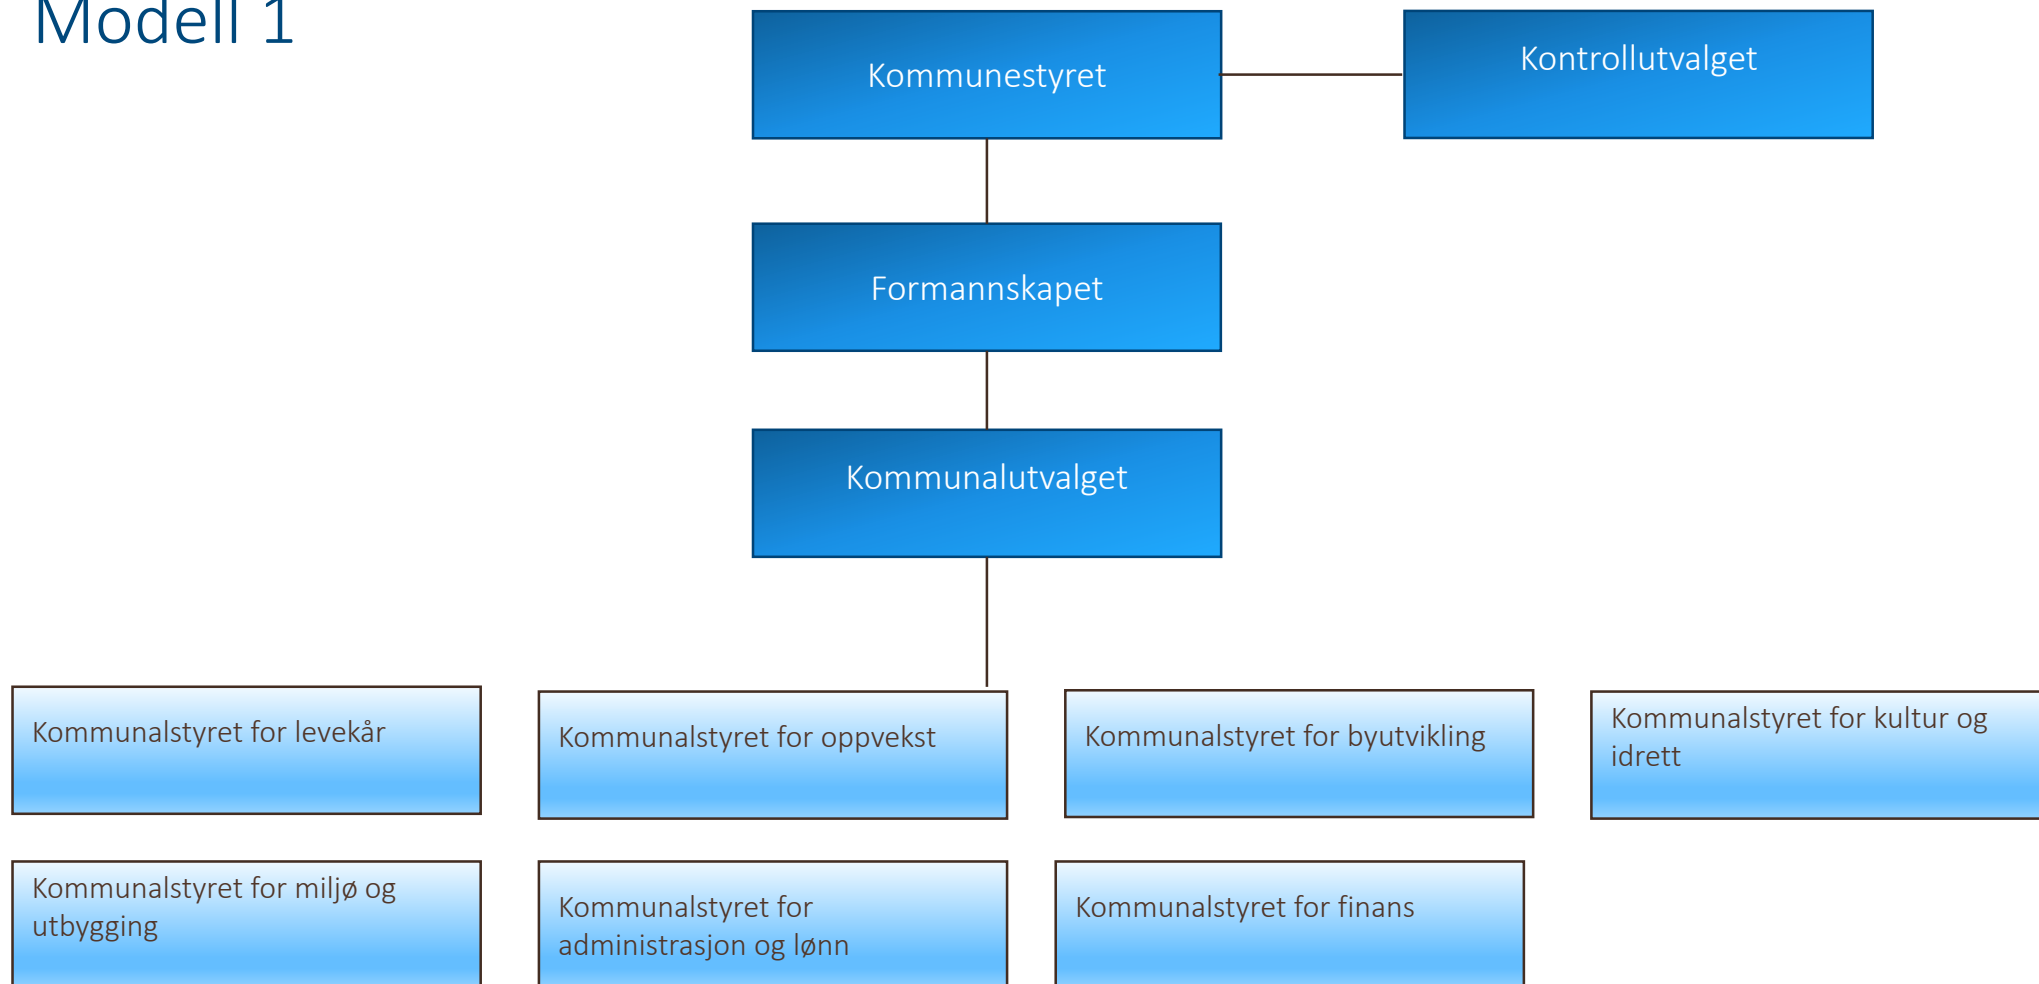 Modell 1
Kommunestyret
Kontrollutvalget
Formannskapet
Kommunalutvalget
Kommunalstyret for levekår
Kommunalstyret for oppvekst
Kommunalstyret for byutvikling
Kommunalstyret for kultur og
idrett
Kommunalstyret for miljø og
utbygging
Kommunalstyret for
administrasjon og lønn
Kommunalstyret for finans